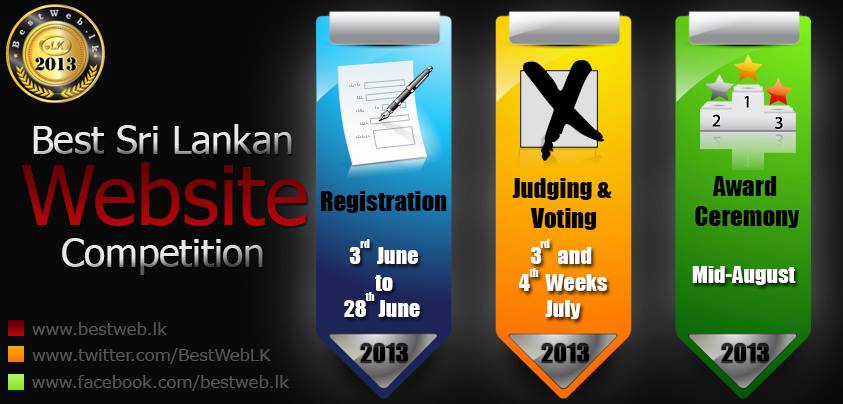 BestWeb.lk
.LK
2013
Best Sri Lankan
Website
Competition
www.bestweb.lk
www.twitter.com/BestWebLK
www.facebook.com/bestweb.lk
Registration
3rd June
to
28th June
2013
X
Judging &
Voting
3rd and
4th Weeks
July
2013
1
2
3
Award
Ceremony
Mid-August
2013